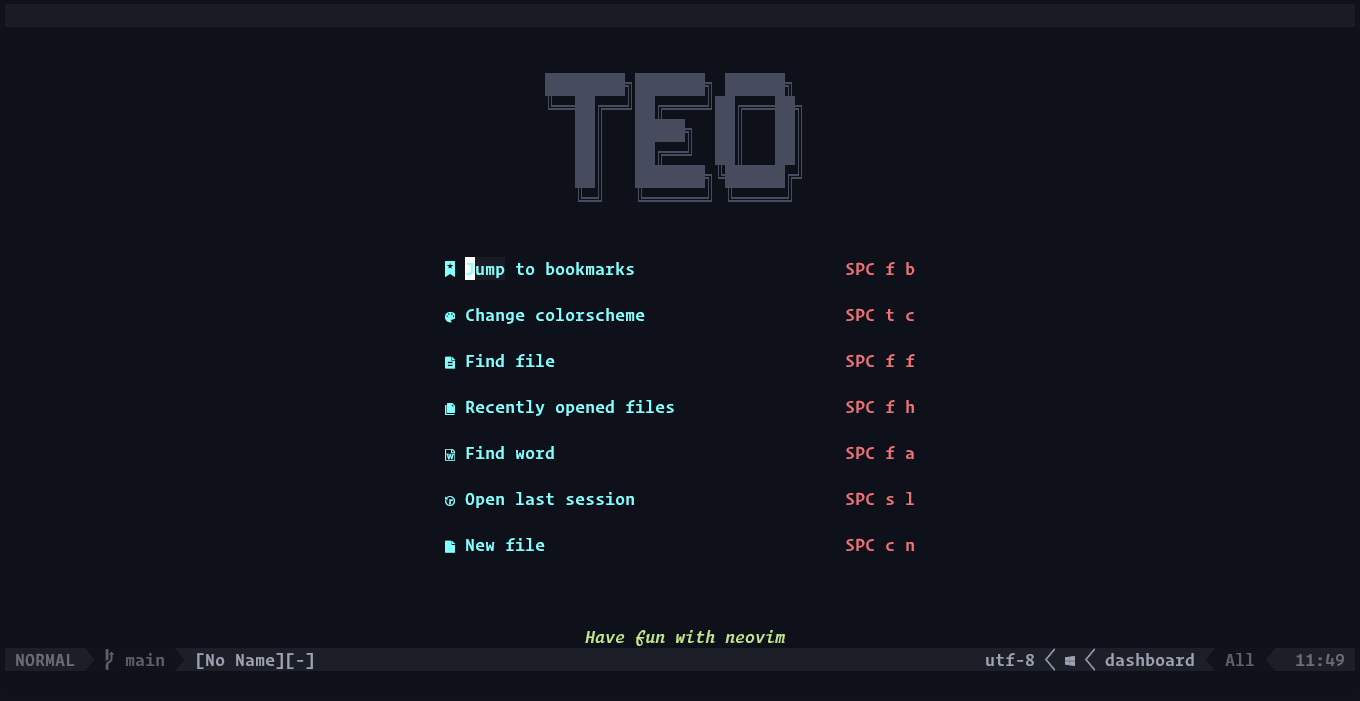 TEO
Jump to bookmarks SPC f b
Change colorscheme SPC t c
Find file SPC f f
Recently opened files SPC f h
Find word SPC f a
Open last session SPC s l
New file SPC c n
Have fun with neovim
NORMAL main [No Name][-] utf-8 dashboard All 11:49